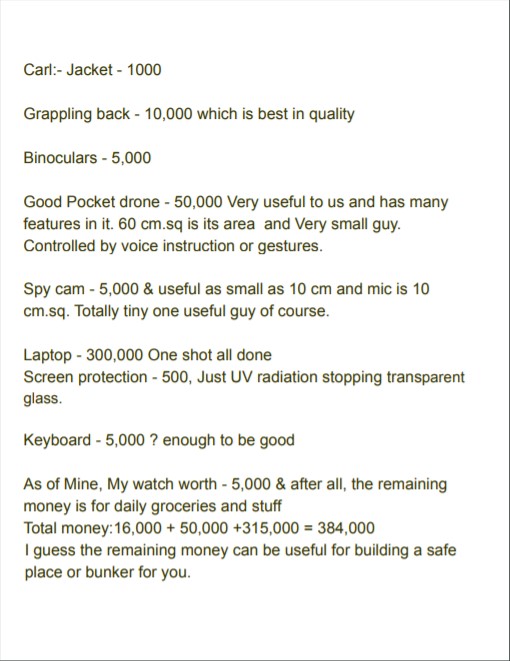 Carl:- Jacket - 1000
Grappling back - 10,000 which is best in quality
Binoculars - 5,000
Good Pocket drone - 50,000 Very useful to us and has many
features in it. 60 cm.sq is its area  and Very small guy.
Controlled by voice instruction or gestures.
Spy cam - 5,000 & useful as small as 10 cm and mic is 10
cm.sq. Totally tiny one useful guy of course.
Laptop - 300,000 One shot all done
Screen protection - 500, Just UV radiation stopping transparent
glass.
Keyboard - 5,000 ? enough to be good
As of Mine, My watch worth - 5,000 & after all, the remaining
money is for daily groceries and stuff
Total money:16,000 + 50,000 +315,000 = 384,000
I guess the remaining money can be useful for building a safe
place or bunker for you.